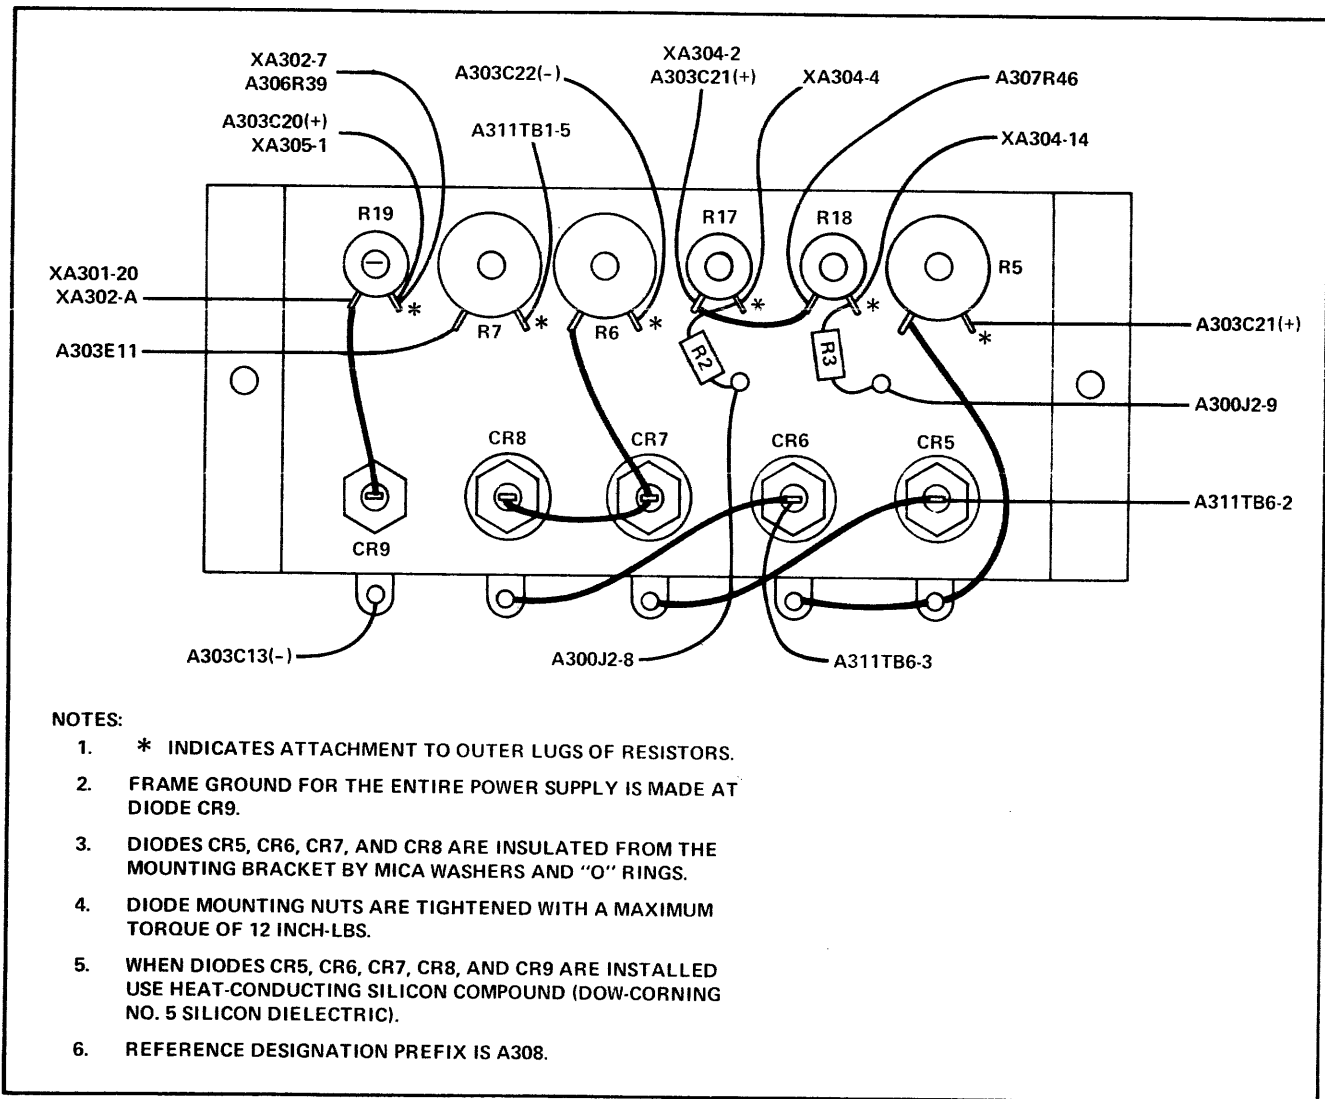 XA302-7
A306R39
A303C22(-)
XA304-2
A303C21(+)
XA304-4
A307R46
A303C20(+)
XA305-1
A311TB1-5
XA304-14
R19
R17
R18
R5
XA301-20
XA302-A
*
*
*
*
*
*
R7
R6
A303C21(+)
A303E11
R2
R3
A300J2-9
CR8
CR7
CR6
CR5
A311TB6-2
CR9
A303C13(-)
A300J2-8
A311TB6-3
NOTES:
1. * INDICATES ATTACHMENT TO OUTER LUGS OF RESISTORS.
2. FRAME GROUND FOR THE ENTIRE POWER SUPPLY IS MADE AT
DIODE CR9.
3. DIODES CR5, CR6, CR7, AND CR8 ARE INSULATED FROM THE
MOUNTING BRACKET BY MICA WASHERS AND "O" RINGS.
4. DIODE MOUNTING NUTS ARE TIGHTENED WITH A MAXIMUM
TORQUE OF 12 INCH-LBS.
5. WHEN DIODES CR5, CR6, CR7, CR8, AND CR9 ARE INSTALLED
USE HEAT-CONDUCTING SILICON COMPOUND (DOW-CORNING
NO. 5 SILICON DIELECTRIC).
6. REFERENCE DESIGNATION PREFIX IS A308.